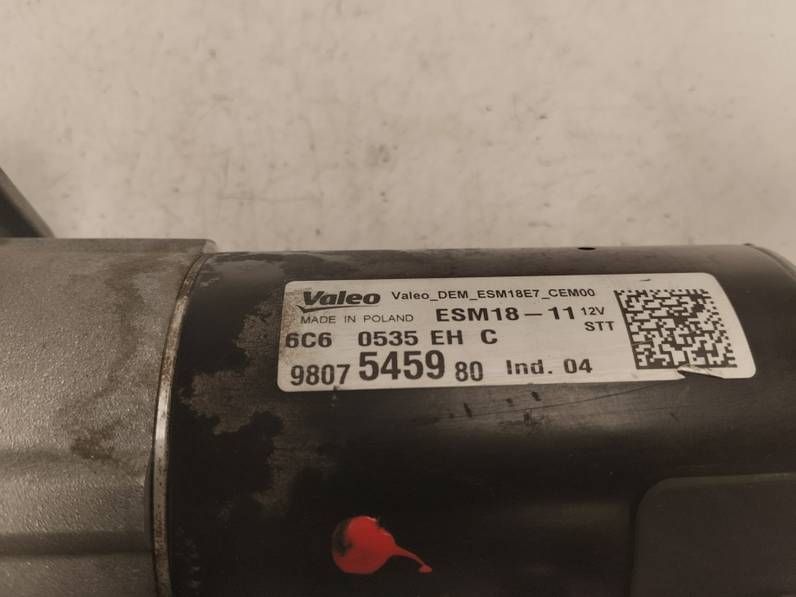 Valeo Valeo_DEM_ESM18E7_CEM00
MADE IN POLAND ESM18-11 12V
STT
6C6 0535 EH C
9807 5459 80 Ind. 04